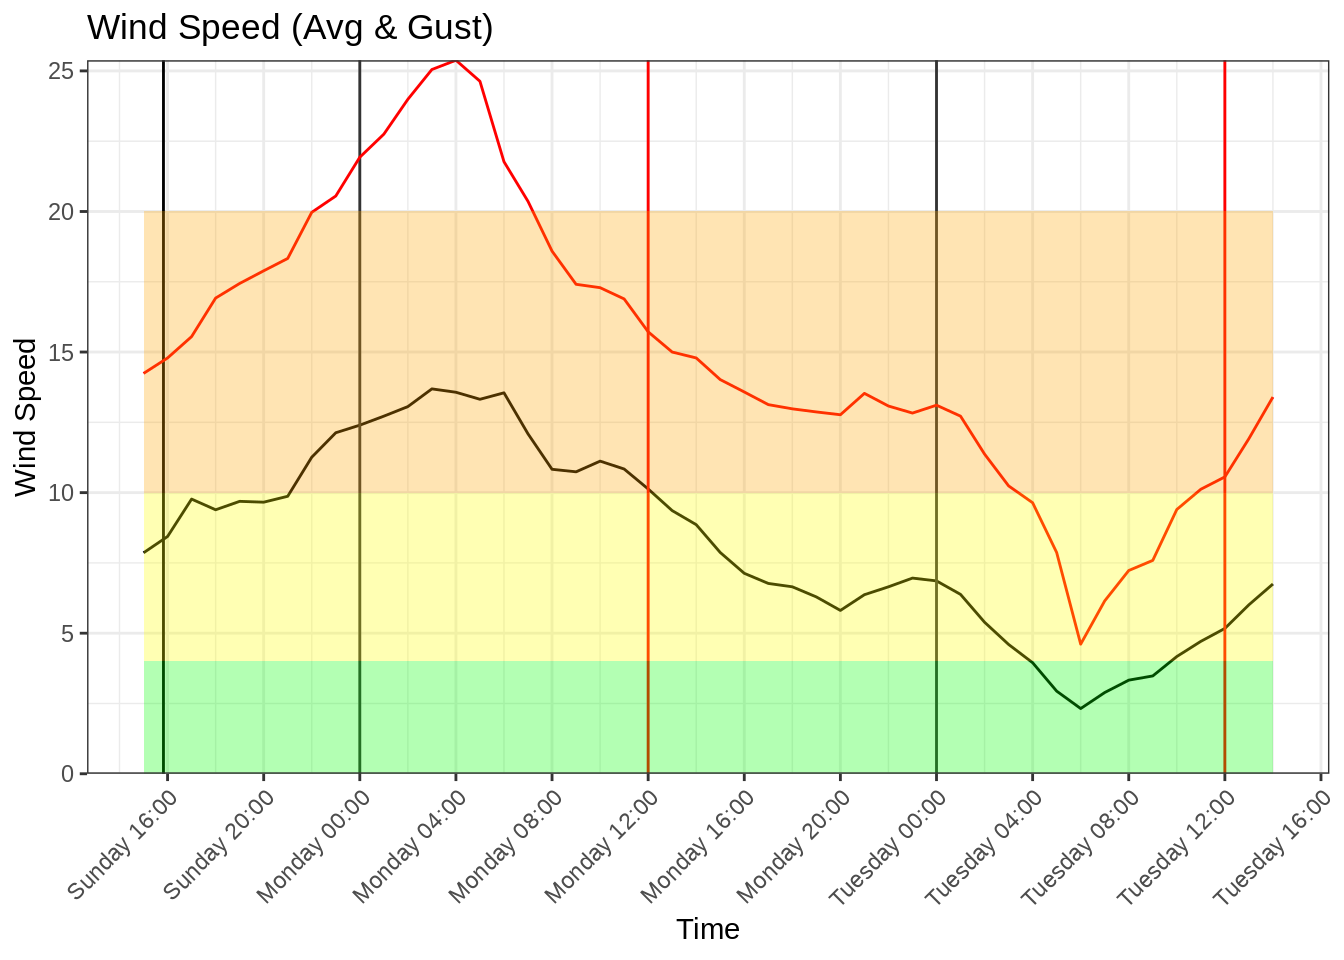 Wind Speed (Avg & Gust)
Wind Speed
25
20
15
10
5
0
Sunday 16:00
Sunday 20:00
Monday 00:00
Monday 04:00
Monday 08:00
Monday 12:00
Monday 16:00
Monday 20:00
Tuesday 00:00
Tuesday 04:00
Tuesday 08:00
Tuesday 12:00
Tuesday 16:00
Time